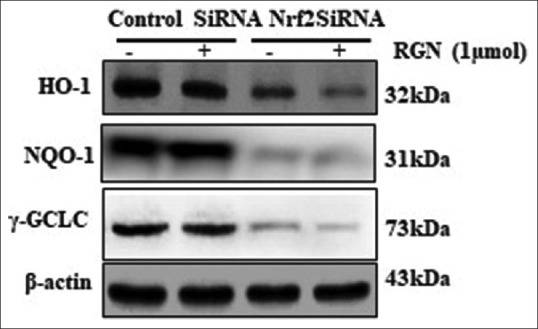 Control SiRNA Nrf2SiRNA
- + - + RGN (1μmol)
HO-1 32kDa
NQO-1 31kDa
γ-GCLC 73kDa
β-actin 43kDa